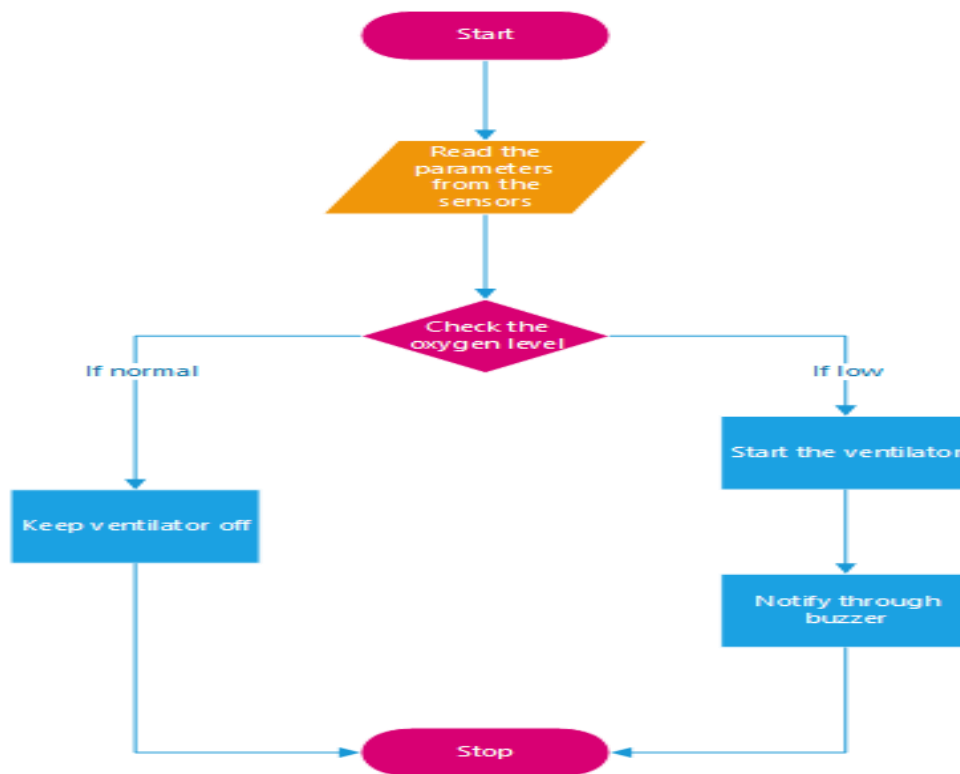 Start
Read the
parameters
from the
sensors
Check the
oxygen level
If normal
If low
Start the ventilator
Keep ventilator off
Notify through
buzzer
Stop